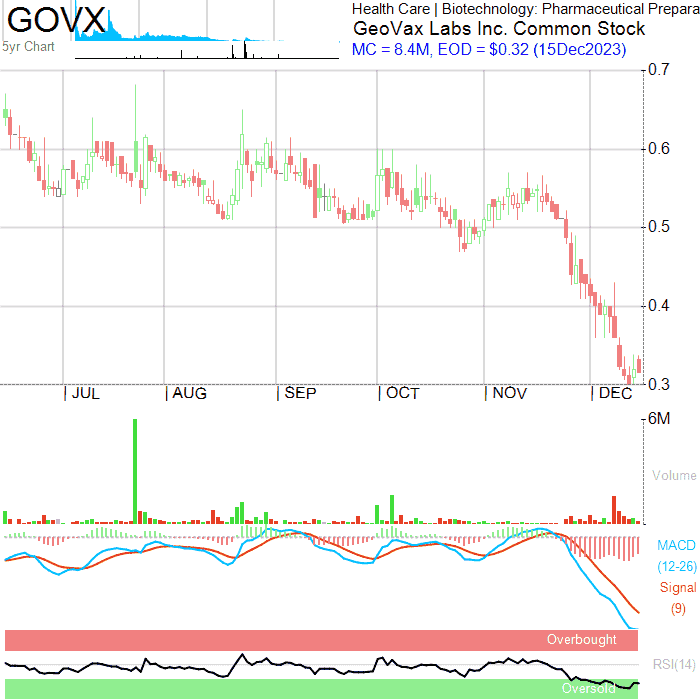 GOVX
5yr Chart
Health Care | Biotechnology: Pharmaceutical Prepara
GeoVax Labs Inc. Common Stock
MC = 8.4M, EOD = $0.32 (15Dec2023)
0.7
0.6
0.5
0.4
0.3
JUL AUG SEP OCT NOV DEC
6M
Volume
MACD
(12-26)
Signal
(9)
Overbought
RSI(14)
Oversold